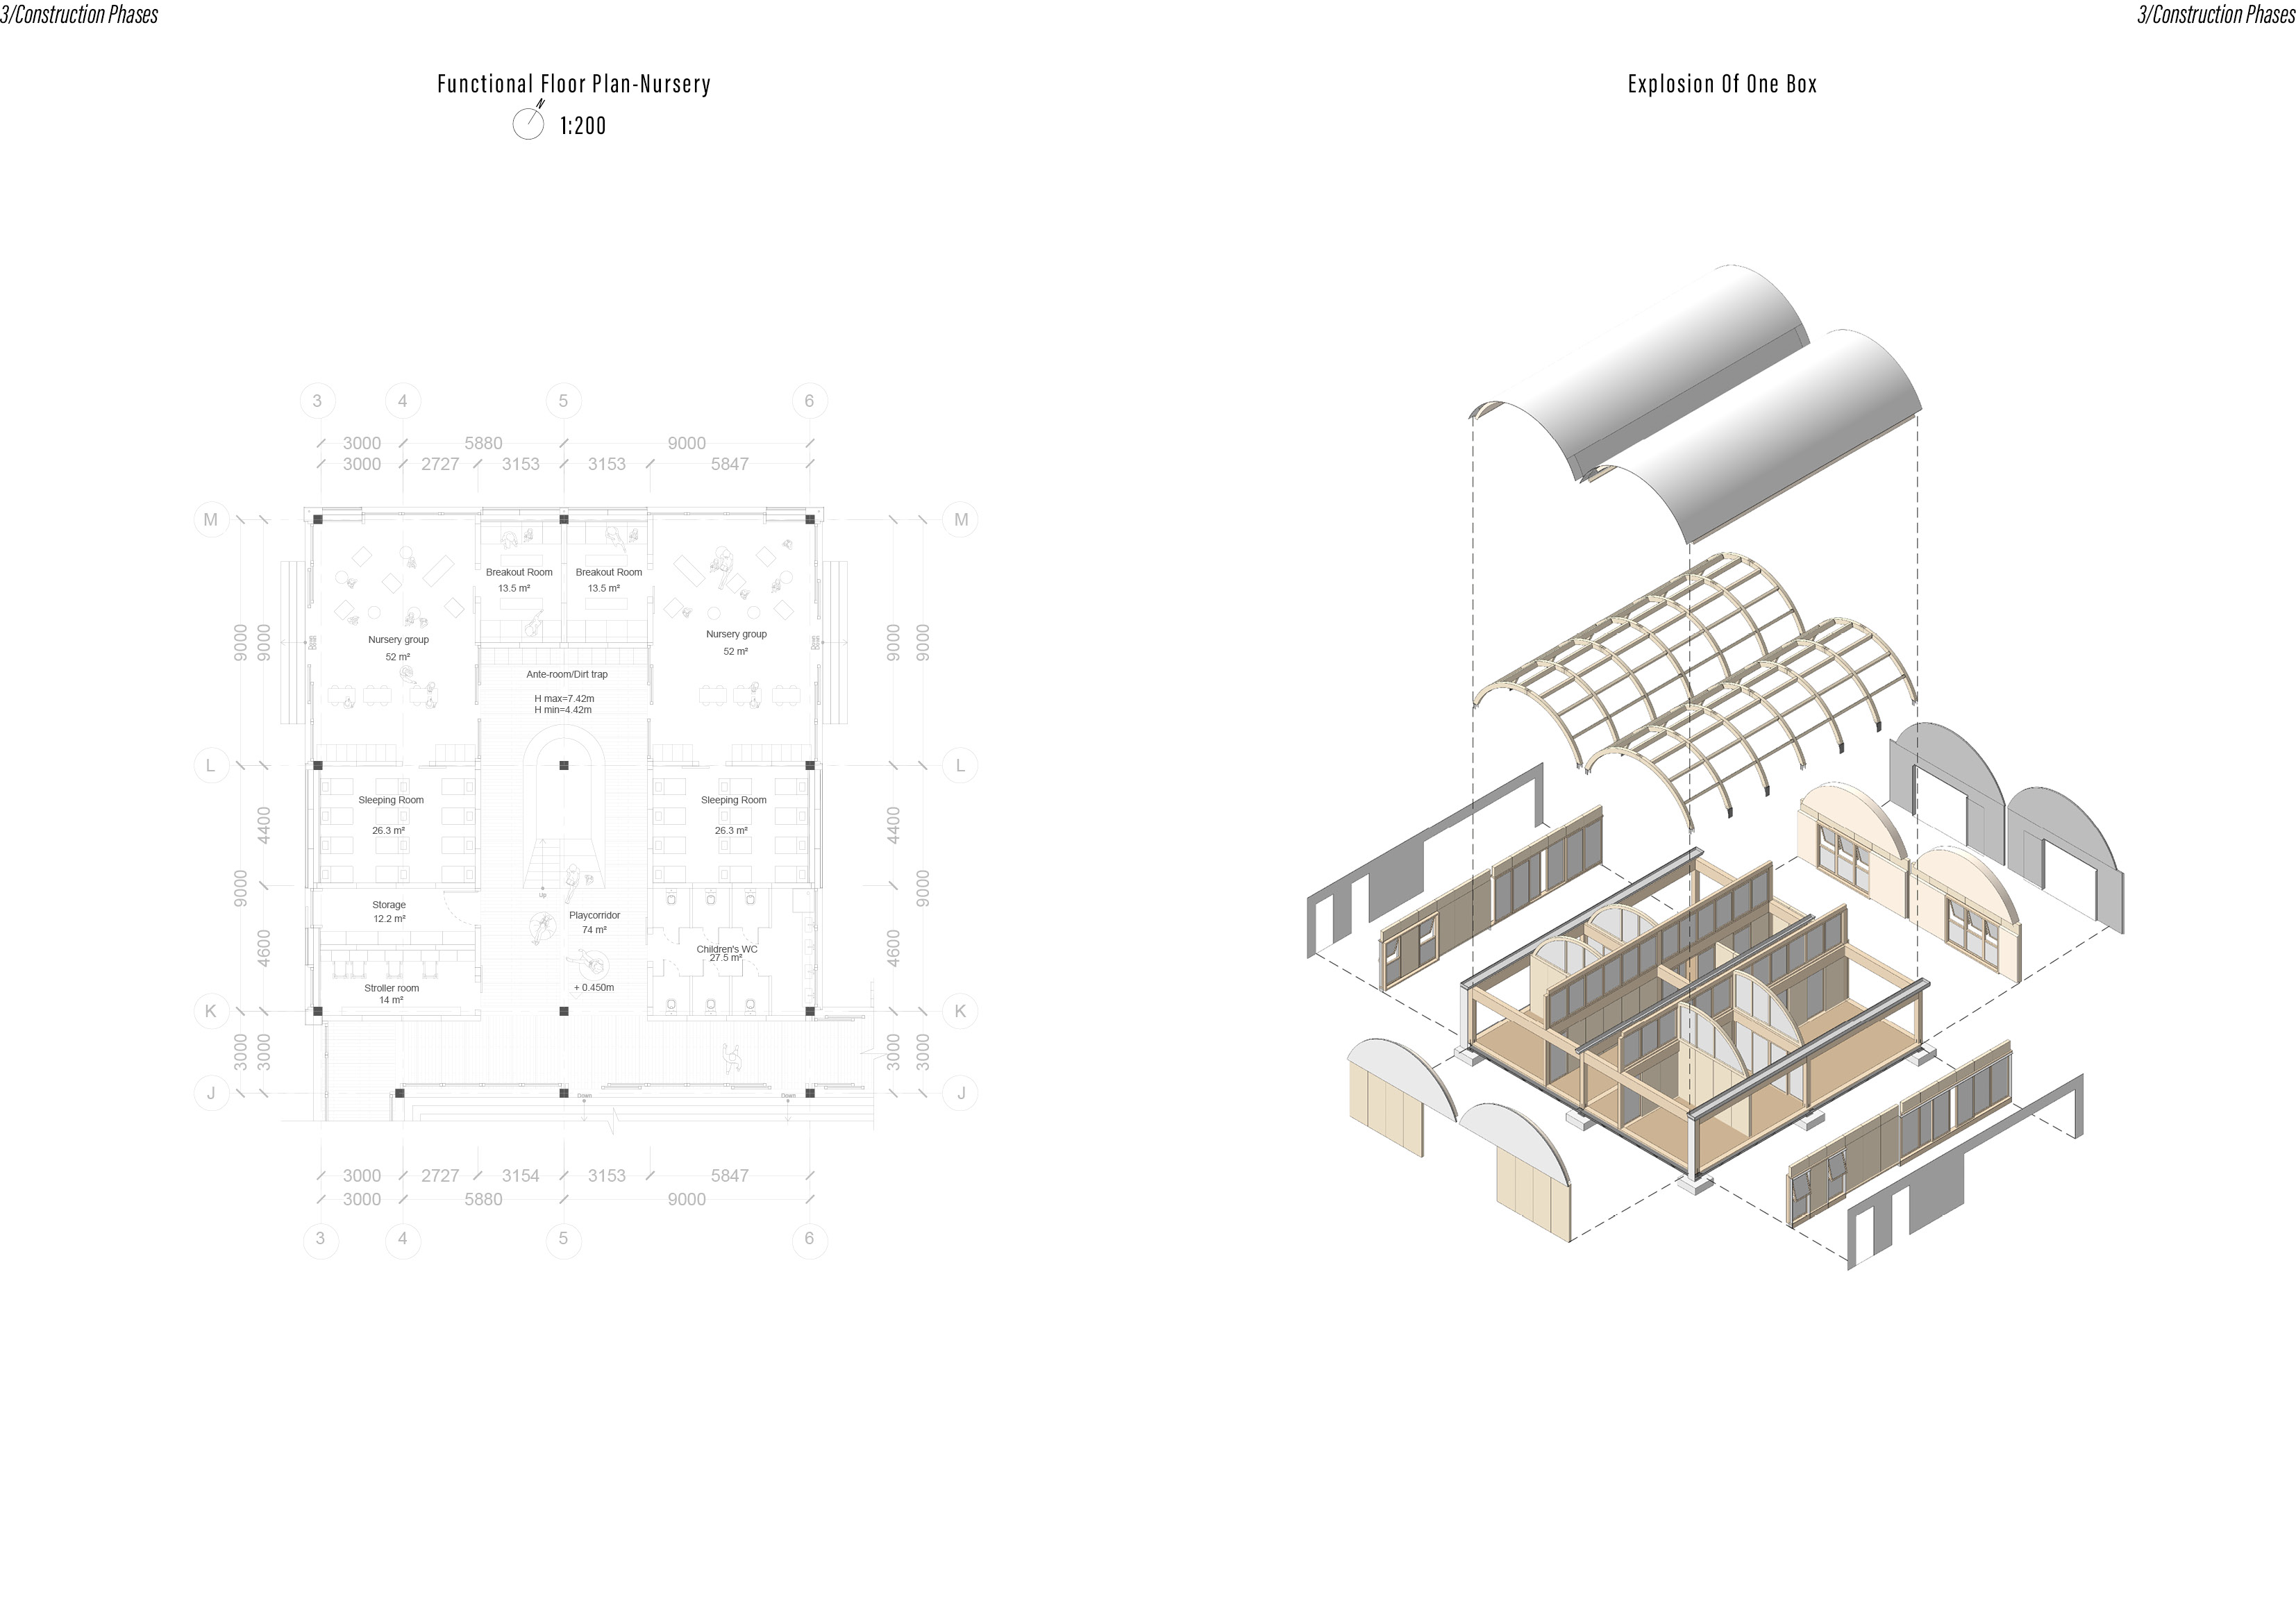 3/Construction Phases
3/Construction Phases
Functional Floor Plan-Nursery
N
1:200
Explosion Of One Box
3
4
5
6
3000
5880
9000
3000
2727
3153
3153
5847
M
M
Breakout Room
13.5 m²
Breakout Room
13.5 m²
Nursery group
52 m²
Nursery group
52 m²
9000
9000
9000
9000
Ante-room/Dirt trap
H max=7.42m
H min=4.42m
L
L
Sleeping Room
26.3 m²
Sleeping Room
26.3 m²
4400
4400
9000
9000
Up
Storage
12.2 m²
Playcorridor
74 m²
Children's WC
27.5 m²
4600
4600
Stroller room
14 m²
+ 0.450m
K
K
3000
3000
3000
3000
J
J
Down
Down
3000
2727
3154
3153
5847
3000
5880
9000
3
4
5
6